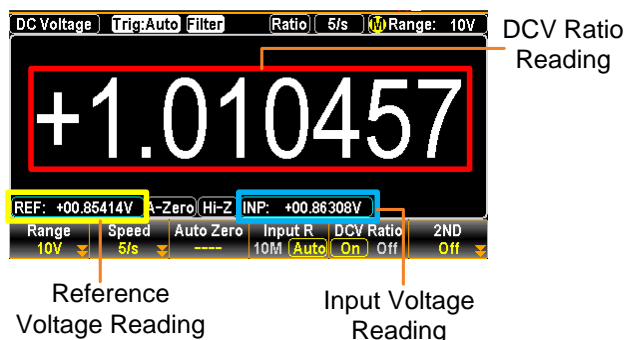 DC Voltage Trig:Auto Filter Ratio 5/s M Range: 10V
DCV Ratio
Reading
+1.010457
REF: +00.85414V A-Zero Hi-Z INP: +00.86308V
Range Speed Auto Zero Input R DCV Ratio 2ND
10V 5/s ---- 10M Auto On Off Off
Reference
Voltage Reading
Input Voltage
Reading